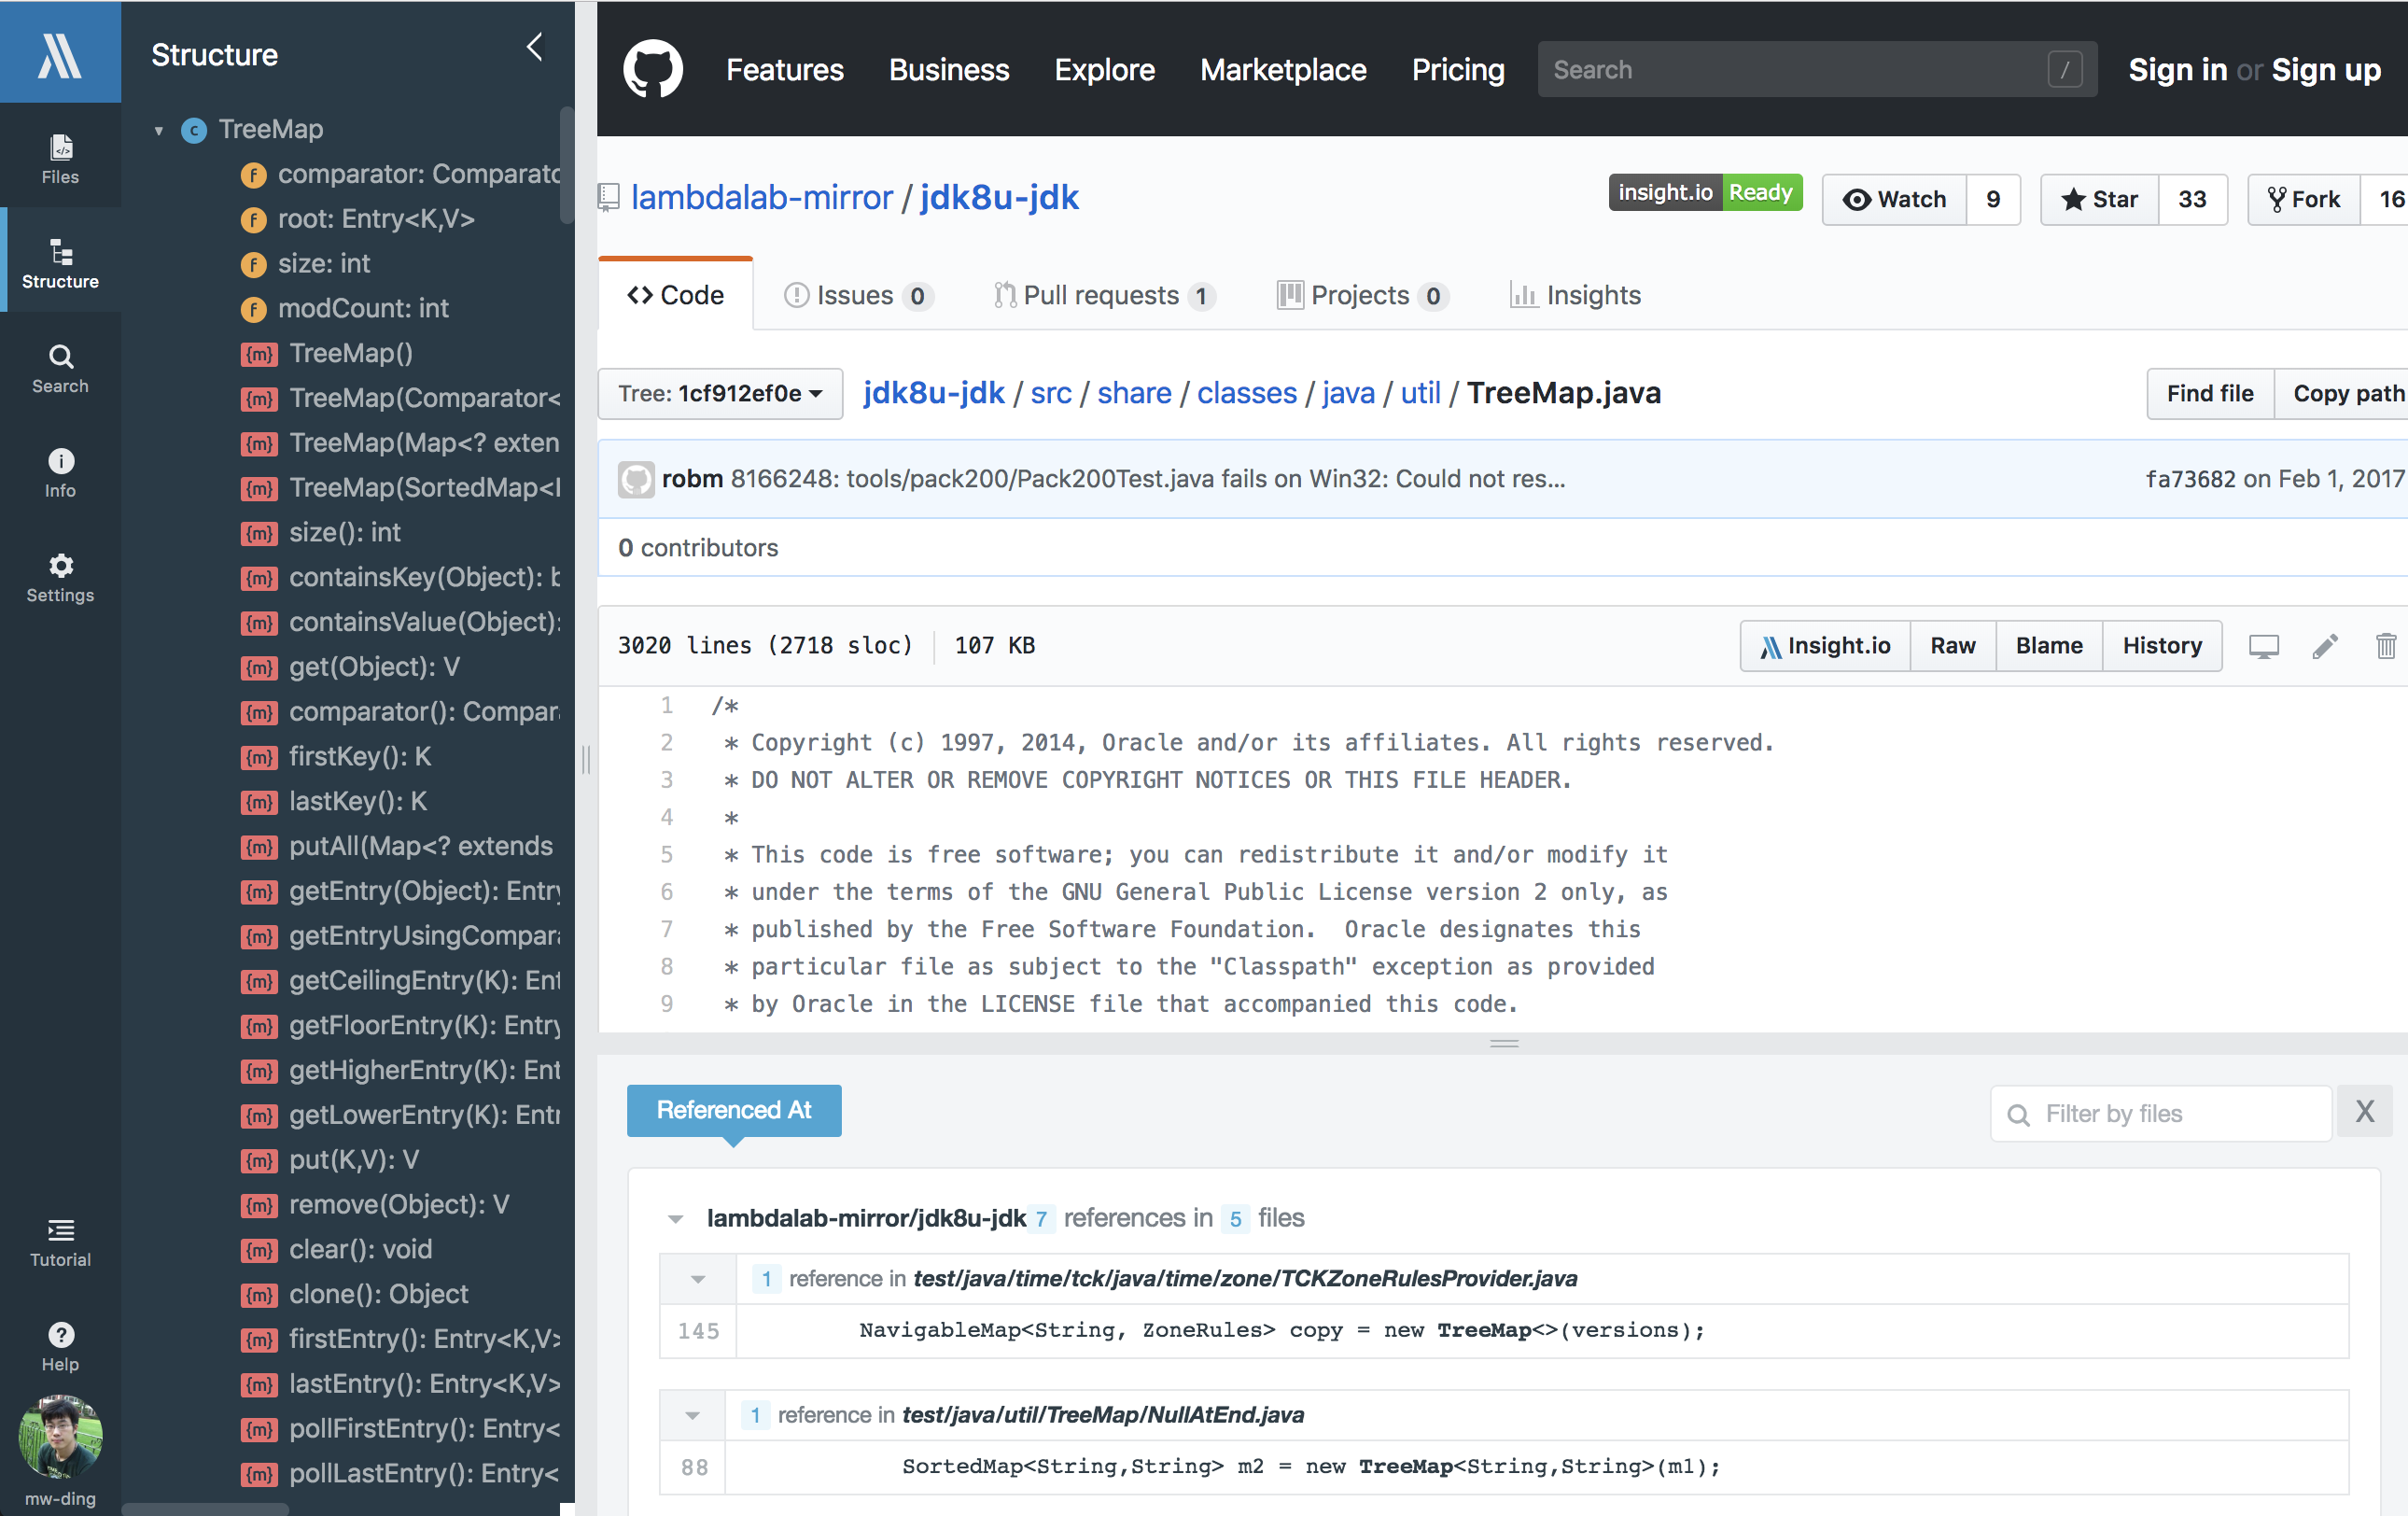 Files
Structure
Search
Info
Settings
Tutorial
Help
mw-ding
Structure
TreeMap
comparator: Comparato
root: Entry<K,V>
size: int
modCount: int
{m} TreeMap()
{m} TreeMap(Comparator<
{m} TreeMap(Map<? exten
{m} TreeMap(SortedMap<
{m} size(): int
{m} containsKey(Object): b
{m} containsValue(Object):
{m} get(Object): V
{m} comparator(): Compar
{m} firstKey(): K
{m} lastKey(): K
{m} putAll(Map<? extends
{m} getEntry(Object): Entry
{m} getEntryUsingCompar
{m} getCeilingEntry(K): Ent
{m} getFloorEntry(K): Entry
{m} getHigherEntry(K): Ent
{m} getLowerEntry(K): Entr
{m} put(K,V): V
{m} remove(Object): V
{m} clear(): void
{m} clone(): Object
{m} firstEntry(): Entry<K,V>
{m} lastEntry(): Entry<K,V>
{m} pollFirstEntry(): Entry<
{m} pollLastEntry(): Entry<
Features Business Explore Marketplace Pricing Search / Sign in or Sign up
lambdalab-mirror / jdk8u-jdk insight.io Ready Watch 9 Star 33 Fork 16
Code Issues 0 Pull requests 1 Projects 0 Insights
Tree: 1cf912ef0e jdk8u-jdk / src / share / classes / java / util / TreeMap.java Find file Copy path
robm 8166248: tools/pack200/Pack200Test.java fails on Win32: Could not res... fa73682 on Feb 1, 2017
0 contributors
3020 lines (2718 sloc) 107 KB Insight.io Raw Blame History
1 /*
2 * Copyright (c) 1997, 2014, Oracle and/or its affiliates. All rights reserved.
3 * DO NOT ALTER OR REMOVE COPYRIGHT NOTICES OR THIS FILE HEADER.
4 *
5 * This code is free software; you can redistribute it and/or modify it
6 * under the terms of the GNU General Public License version 2 only, as
7 * published by the Free Software Foundation.  Oracle designates this
8 * particular file as subject to the "Classpath" exception as provided
9 * by Oracle in the LICENSE file that accompanied this code.
Referenced At Filter by files X
lambdalab-mirror/jdk8u-jdk 7 references in 5 files
1 reference in test/java/time/tck/java/time/zone/TCKZoneRulesProvider.java
145 NavigableMap<String, ZoneRules> copy = new TreeMap<>(versions);
1 reference in test/java/util/TreeMap/NullAtEnd.java
88 SortedMap<String,String> m2 = new TreeMap<String,String>(m1);